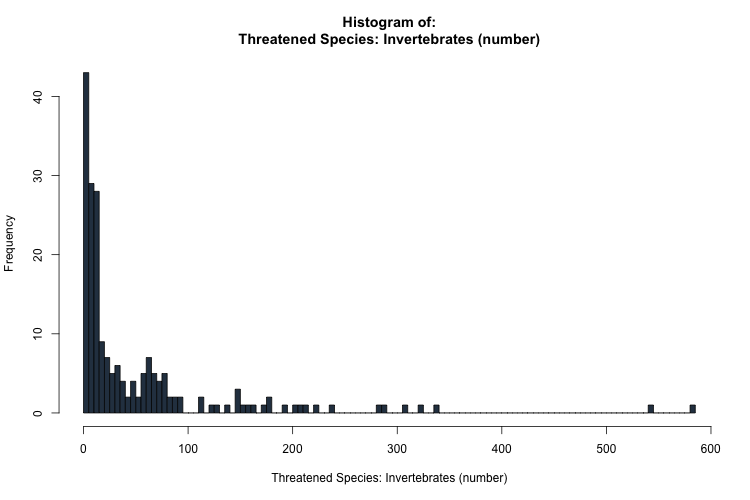 Histogram of:
Threatened Species: Invertebrates (number)
40
30
20
10
0
Frequency
0 100 200 300 400 500 600
Threatened Species: Invertebrates (number)